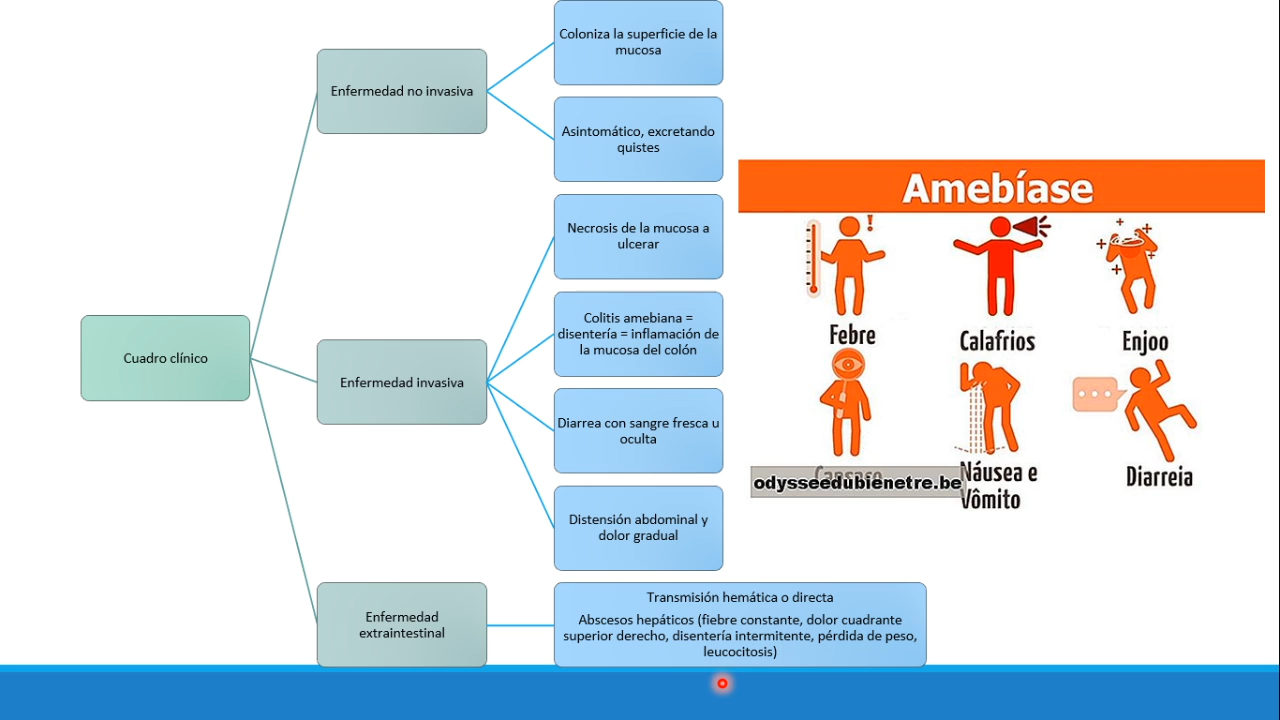 Coloniza la superficie de la
mucosa
Enfermedad no invasiva
Asintomático, excretando
quistes
Necrosis de la mucosa a
ulcerar
Colitis amebiana =
disentería = inflamación de
la mucosa del colón
Cuadro clínico
Enfermedad invasiva
Diarrea con sangre fresca u
oculta
Distensión abdominal y
dolor gradual
Enfermedad
extraintestinal
Transmisión hemática o directa
Abscesos hepáticos (fiebre constante, dolor cuadrante
superior derecho, disentería intermitente, pérdida de peso,
leucocitosis)
Amebíase
Febre
Calafrios
Enjoo
Náusea e
Vômito
Diarreia
odysseedubienetre.be